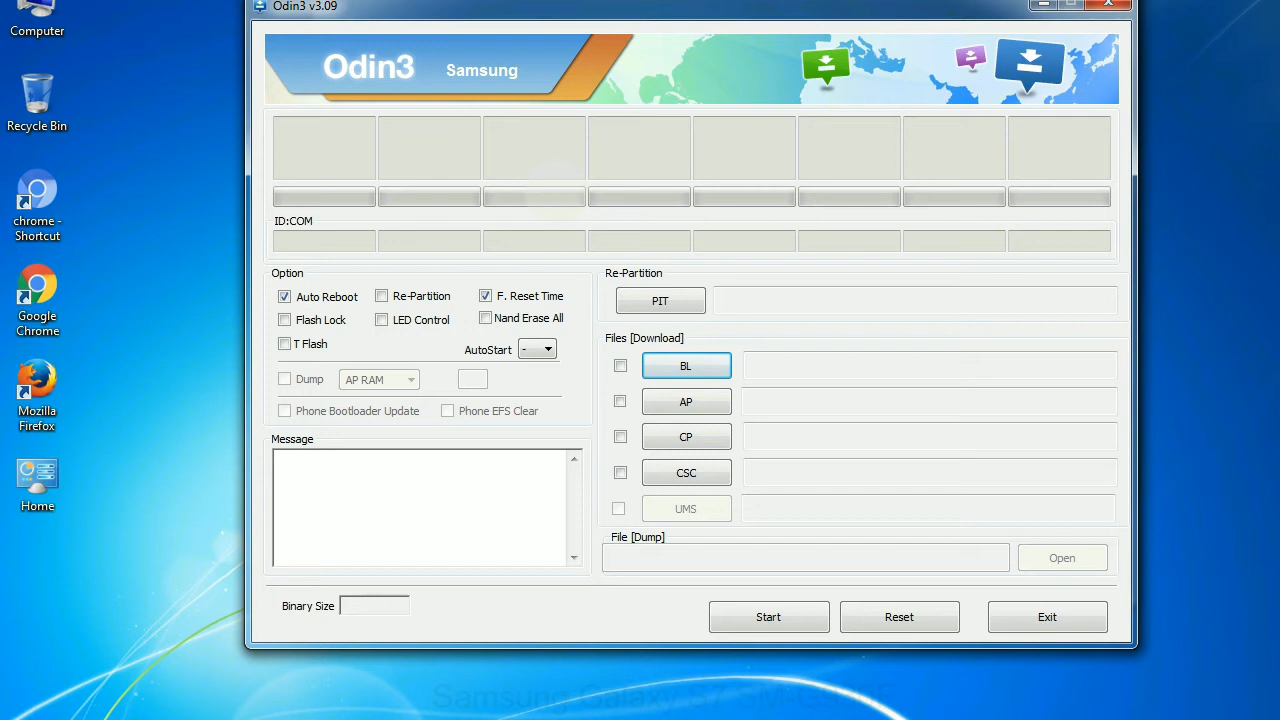 Odin3 v3.09
Computer
Recycle Bin
chrome -
Shortcut
Google
Chrome
Mozilla
Firefox
Home
Odin3 Samsung
ID:COM
Option
Auto Reboot Re-Partition F. Reset Time
Flash Lock LED Control Nand Erase All
T Flash AutoStart -
Dump AP RAM
Phone Bootloader Update Phone EFS Clear
Message
Re-Partition
PIT
Files [Download]
BL
AP
CP
CSC
UMS
File [Dump]
Open
Binary Size
Start Reset Exit
Samsung Galaxy S7